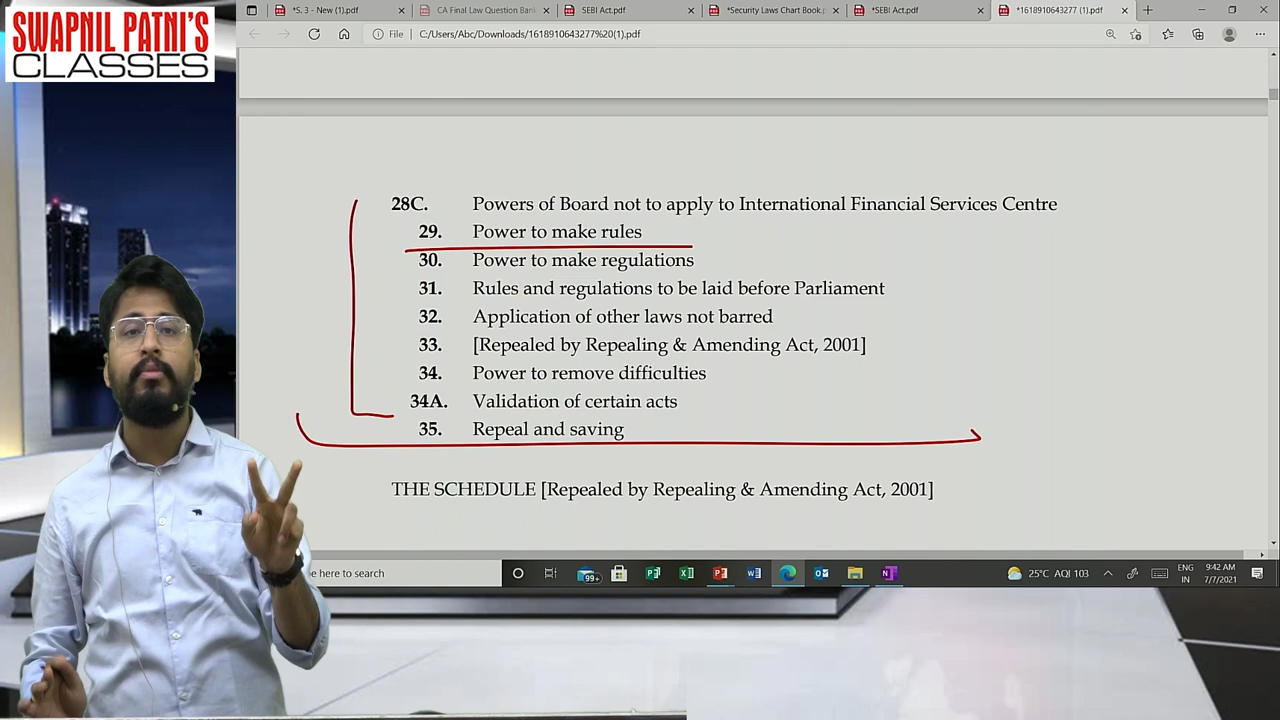 SWAPNIL PATNI'S
CLASSES
*S. 3 - New (1).pdf
CA Final Law Question Ban
SEBI Act.pdf
*Security Laws Chart Book.p
*SEBI Act.pdf
*1618910643277 (1).pdf
File
C:/Users/Abc/Downloads/1618910643277%20(1).pdf
28C. Powers of Board not to apply to International Financial Services Centre
29. Power to make rules
30. Power to make regulations
31. Rules and regulations to be laid before Parliament
32. Application of other laws not barred
33. [Repealed by Repealing & Amending Act, 2001]
34. Power to remove difficulties
34A. Validation of certain acts
35. Repeal and saving
THE SCHEDULE [Repealed by Repealing & Amending Act, 2001]
e here to search
99+
25°C AQI 103
ENG
IN
9:42 AM
7/7/2021